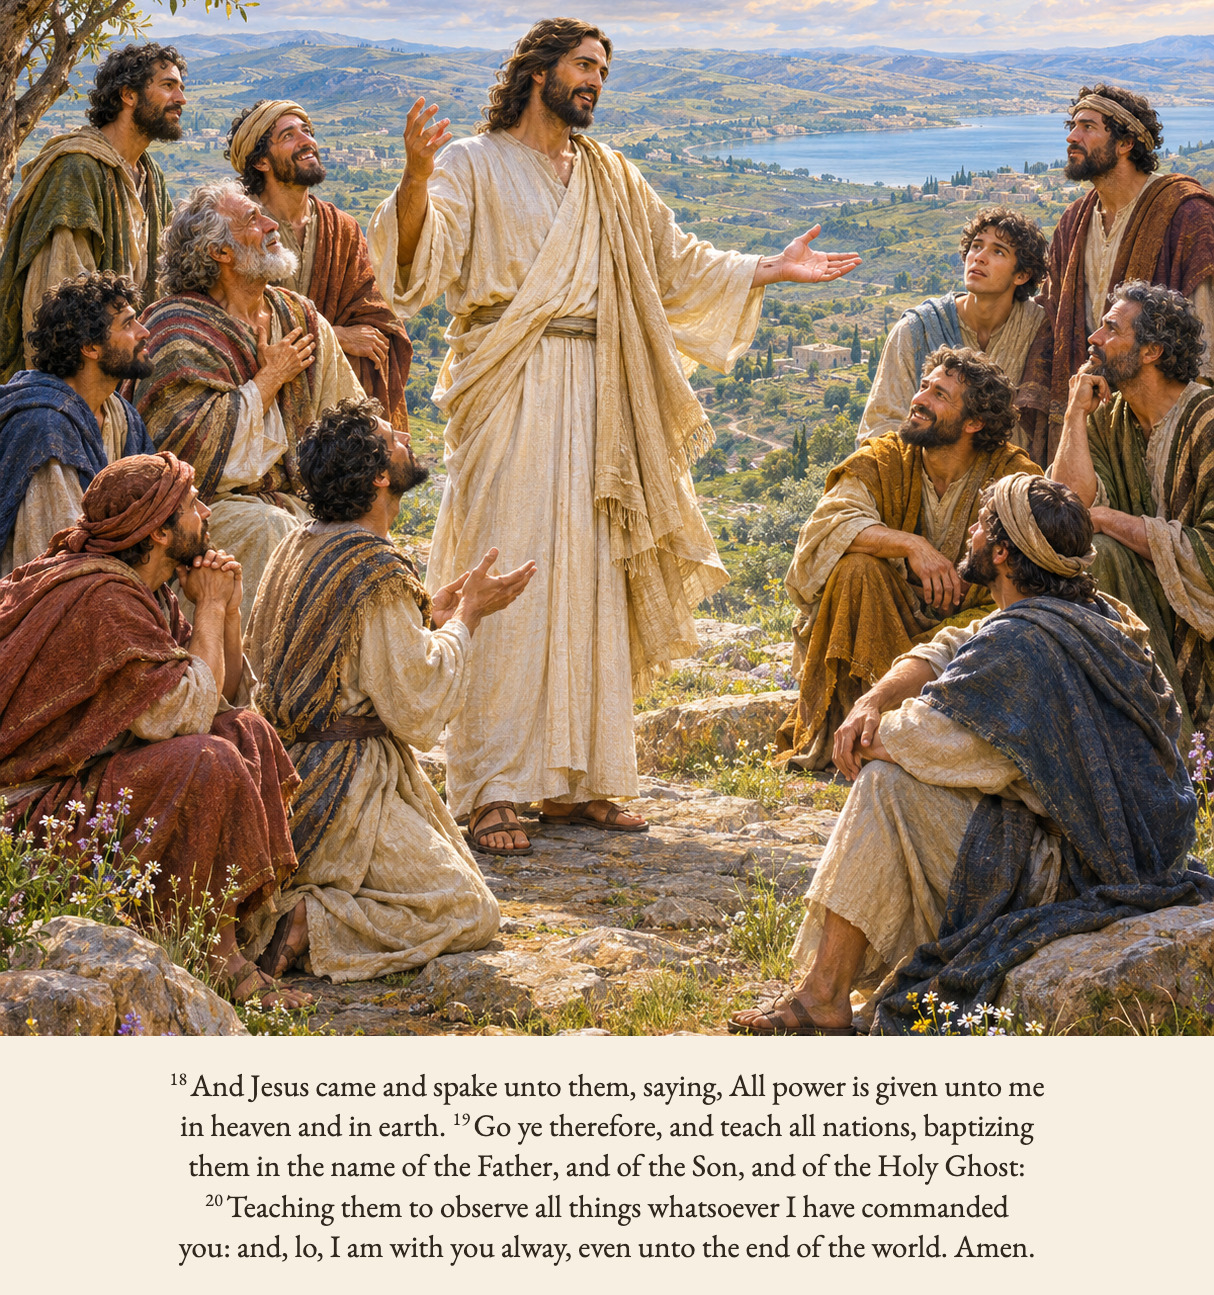 18 And Jesus came and spake unto them, saying, All power is given unto me
in heaven and in earth. 19 Go ye therefore, and teach all nations, baptizing
them in the name of the Father, and of the Son, and of the Holy Ghost:
20 Teaching them to observe all things whatsoever I have commanded
you: and, lo, I am with you alway, even unto the end of the world. Amen.